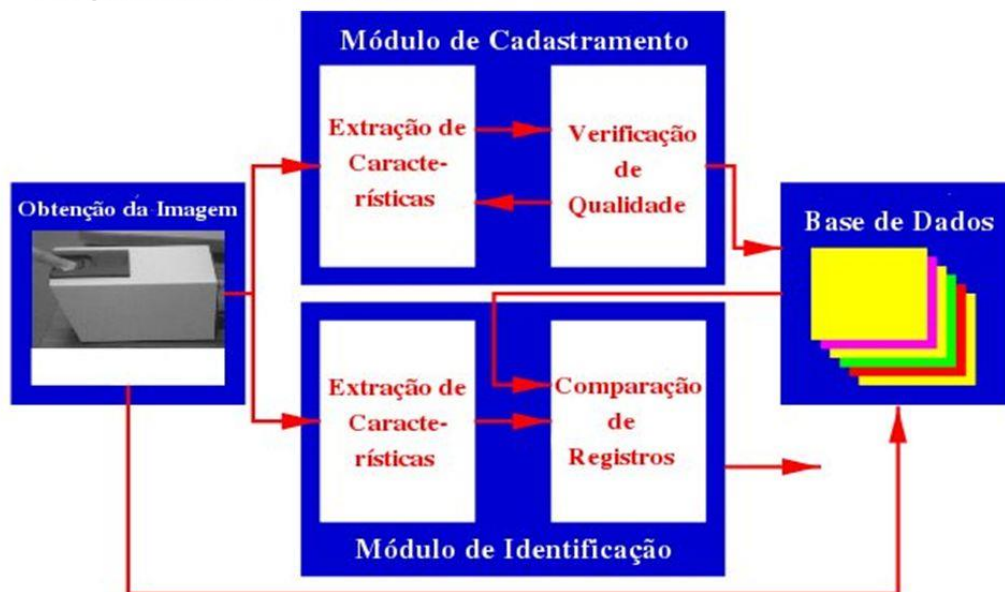 Módulo de Cadastramento
Extração de
Caracte-
rísticas
Verificação
de
Qualidade
Obtenção da Imagem
Base de Dados
Extração de
Caracte-
rísticas
Comparação
de
Registros
Módulo de Identificação